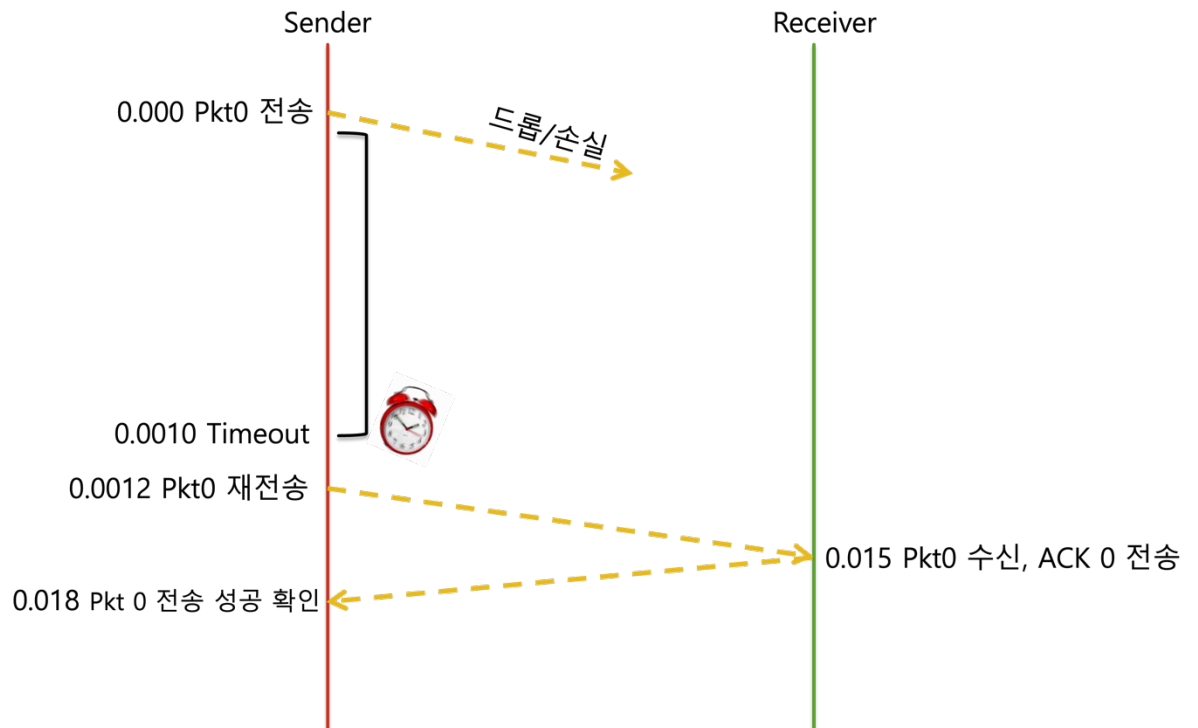 Sender
Receiver
0.000 Pkt0 전송
드롭/손실
0.0010 Timeout
0.0012 Pkt0 재전송
0.015 Pkt0 수신, ACK 0 전송
0.018 Pkt 0 전송 성공 확인